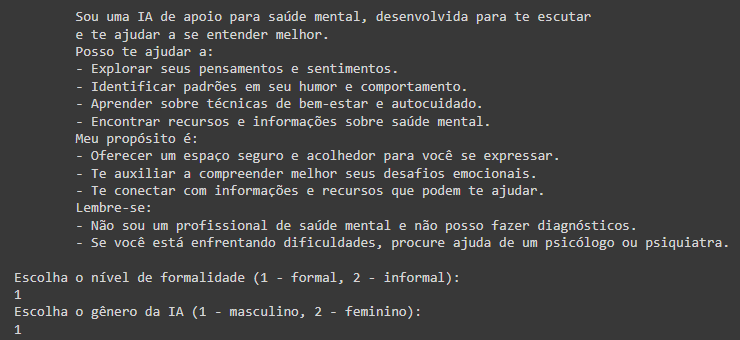 Sou uma IA de apoio para saúde mental, desenvolvida para te escutar
e te ajudar a se entender melhor.
Posso te ajudar a:
- Explorar seus pensamentos e sentimentos.
- Identificar padrões em seu humor e comportamento.
- Aprender sobre técnicas de bem-estar e autocuidado.
- Encontrar recursos e informações sobre saúde mental.
Meu propósito é:
- Oferecer um espaço seguro e acolhedor para você se expressar.
- Te auxiliar a compreender melhor seus desafios emocionais.
- Te conectar com informações e recursos que podem te ajudar.
Lembre-se:
- Não sou um profissional de saúde mental e não posso fazer diagnósticos.
- Se você está enfrentando dificuldades, procure ajuda de um psicólogo ou psiquiatra.
Escolha o nível de formalidade (1 - formal, 2 - informal):
1
Escolha o gênero da IA (1 - masculino, 2 - feminino):
1